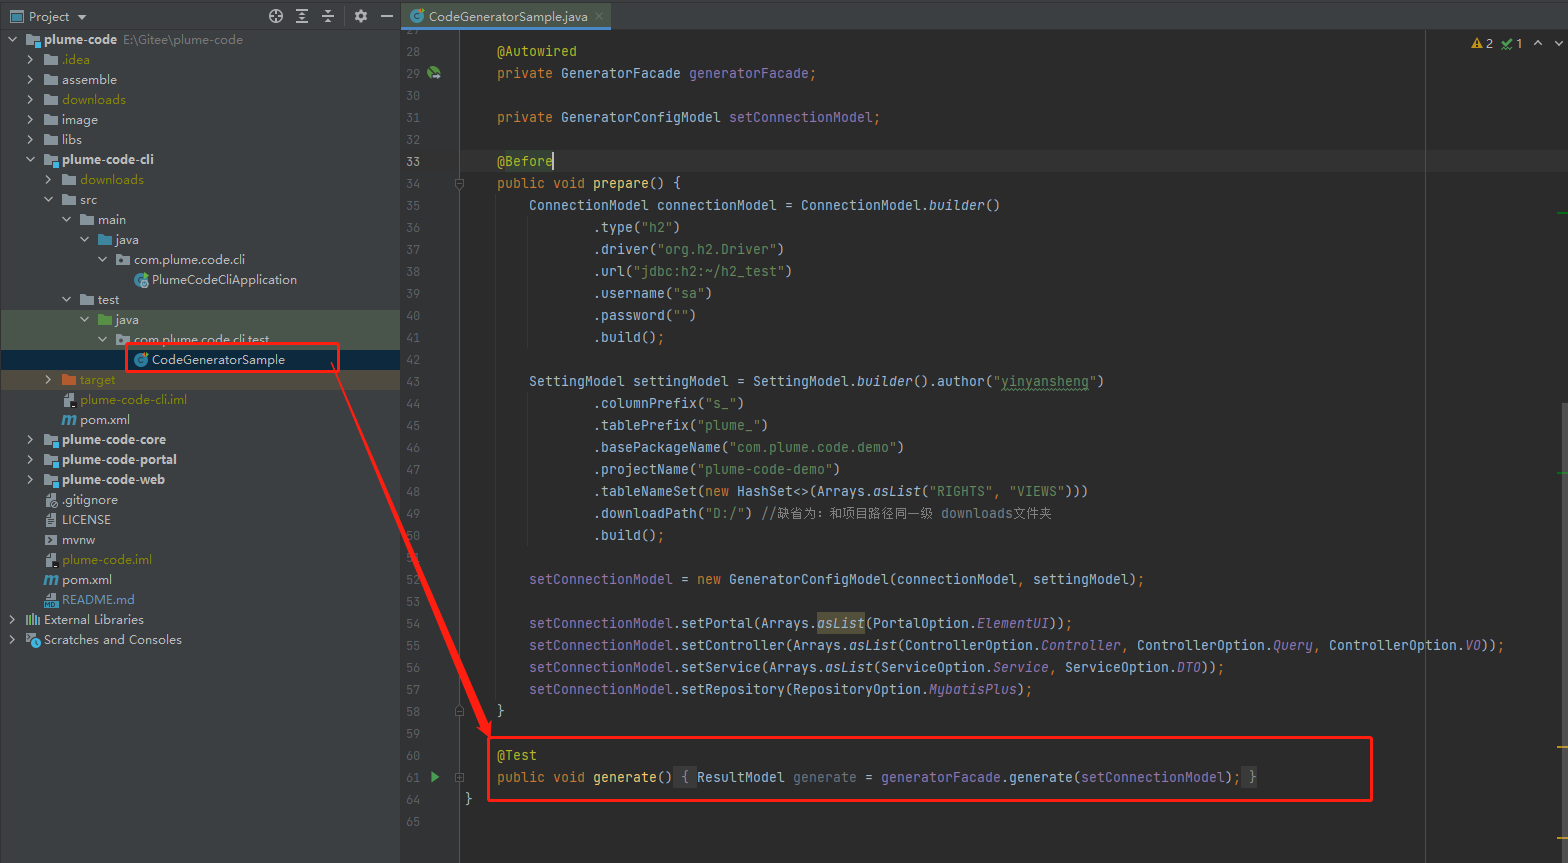 Project
plume-code E:\Gitee\plume-code
.idea
assemble
downloads
image
libs
plume-code-cli
downloads
src
main
java
com.plume.code.cli
PlumeCodeCliApplication
test
java
com.plume.code.cli.test
CodeGeneratorSample
target
plume-code-cli.iml
pom.xml
plume-code-core
plume-code-portal
plume-code-web
.gitignore
LICENSE
mvnw
plume-code.iml
pom.xml
README.md
External Libraries
Scratches and Consoles
CodeGeneratorSample.java
2 1
27
28 @Autowired
29 private GeneratorFacade generatorFacade;
30
31 private GeneratorConfigModel setConnectionModel;
32
33 @Before
34 public void prepare() {
35 ConnectionModel connectionModel = ConnectionModel.builder()
36 .type("h2")
37 .driver("org.h2.Driver")
38 .url("jdbc:h2:~/h2_test")
39 .username("sa")
40 .password("")
41 .build();
42
43 SettingModel settingModel = SettingModel.builder().author("yinyansheng")
44 .columnPrefix("s_")
45 .tablePrefix("plume_")
46 .basePackageName("com.plume.code.demo")
47 .projectName("plume-code-demo")
48 .tableNameSet(new HashSet<>(Arrays.asList("RIGHTS", "VIEWS")))
49 .downloadPath("D:/") //缺省为: 和项目路径同一级 downloads文件夹
50 .build();
51
52 setConnectionModel = new GeneratorConfigModel(connectionModel, settingModel);
53
54 setConnectionModel.setPortal(Arrays.asList(PortalOption.ElementUI));
55 setConnectionModel.setController(Arrays.asList(ControllerOption.Controller, ControllerOption.Query, ControllerOption.VO));
56 setConnectionModel.setService(Arrays.asList(ServiceOption.Service, ServiceOption.DTO));
57 setConnectionModel.setRepository(RepositoryOption.MybatisPlus);
58 }
59
60 @Test
61 public void generate() { ResultModel generate = generatorFacade.generate(setConnectionModel); }
64 }
65